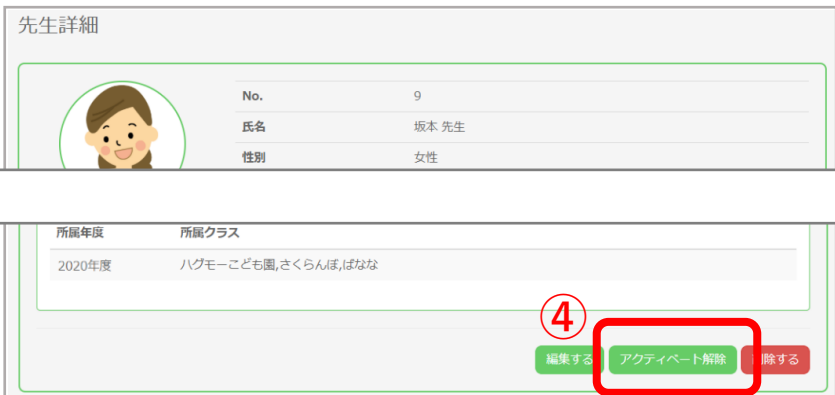 先生詳細
No. 9
氏名 坂本 先生
性別 女性
所属年度 所属クラス
2020年度 ハグモーこども園,さくらんぼ,ばなな
④
編集する アクティベート解除 削除する